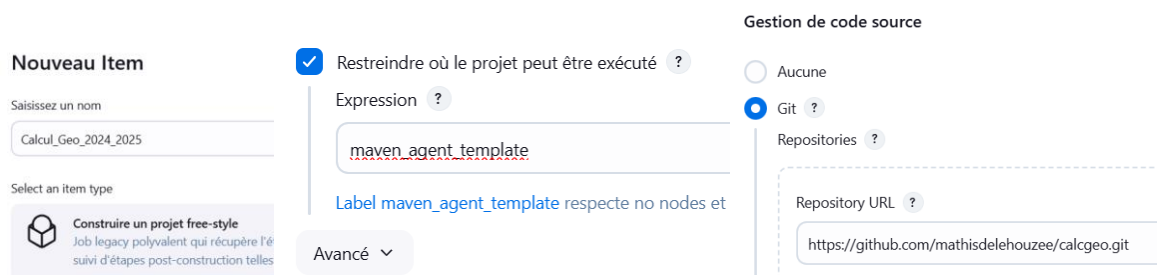 Nouveau Item
Saisissez un nom
Calcul_Geo_2024_2025
Select an item type
Construire un projet free-style
Job legacy polyvalent qui récupère l'é
suivi d'étapes post-construction telles
Restreindre où le projet peut être exécuté ?
Expression ?
maven_agent_template
Label maven_agent_template respecte no nodes et
Avancé
Gestion de code source
Aucune
Git ?
Repositories ?
Repository URL ?
https://github.com/mathisdelehouzee/calcgeo.git